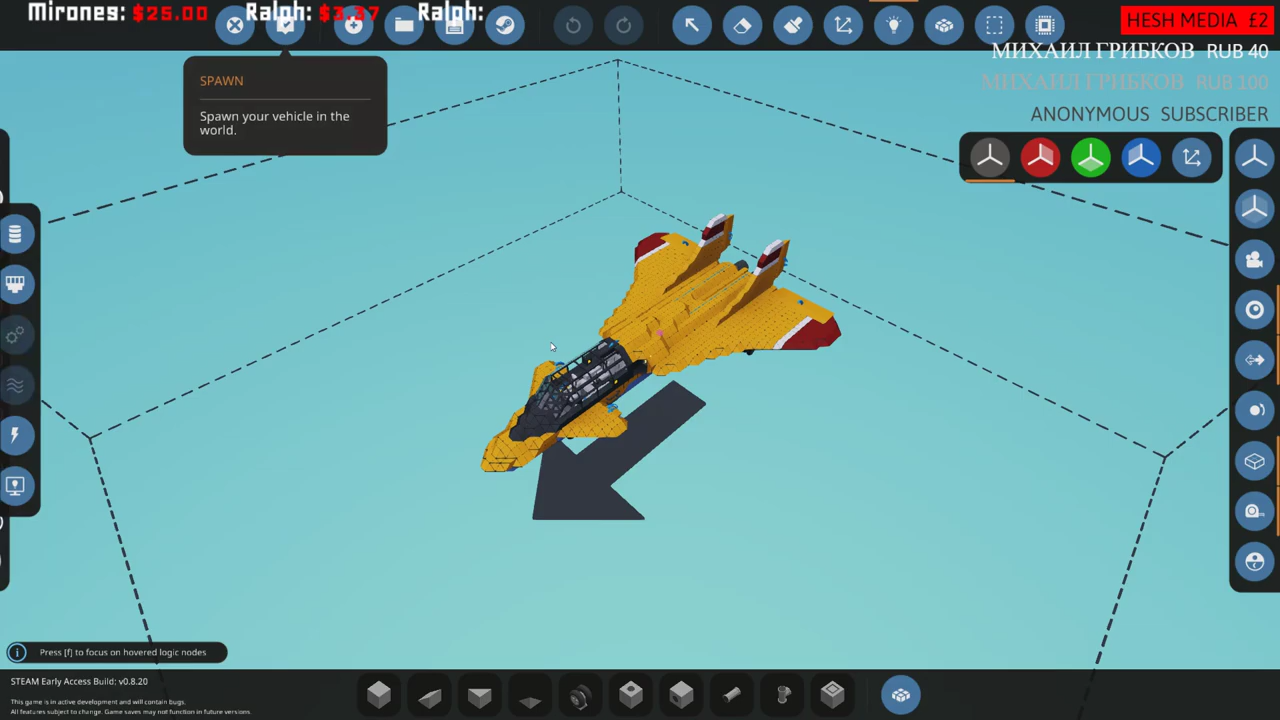 Mirones: $25.00 Ralph: $3.37 Ralph:
HESH MEDIA £2
МИХАИЛ ГРИБКОВ RUB 40
МИХАИЛ ГРИБКОВ RUB 100
ANONYMOUS SUBSCRIBER
SPAWN
Spawn your vehicle in the
world.
Press [f] to focus on hovered logic nodes
STEAM Early Access Build: v0.8.20
This game is in active development and will contain bugs.
All features subject to change. Game saves may not function in future versions.